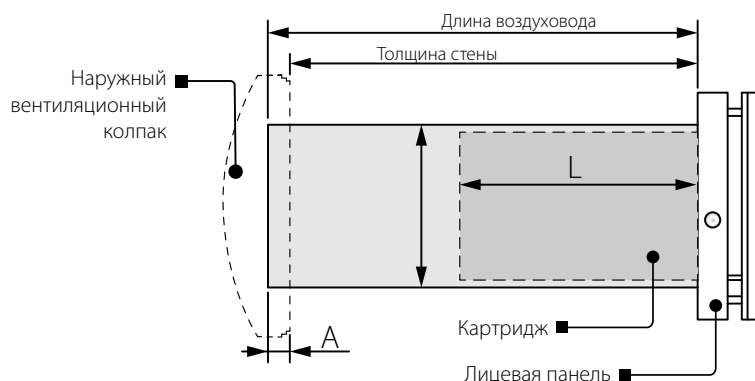 Длина воздуховода
Толщина стены
Наружный
вентиляционный
колпак
L
Картридж
A
Лицевая панель